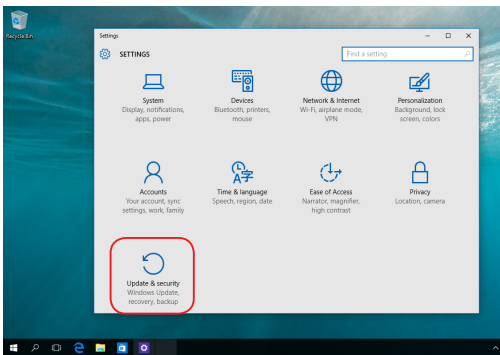 Recycle Bin
Settings
SETTINGS
Find a setting
System
Display, notifications,
apps, power
Devices
Bluetooth, printers,
mouse
Network & Internet
Wi-Fi, airplane mode,
VPN
Personalization
Background, lock
screen, colors
Accounts
Your account, sync
settings, work, family
Time & language
Speech, region, date
Ease of Access
Narrator, magnifier,
high contrast
Privacy
Location, camera
Update & security
Windows Update,
recovery, backup